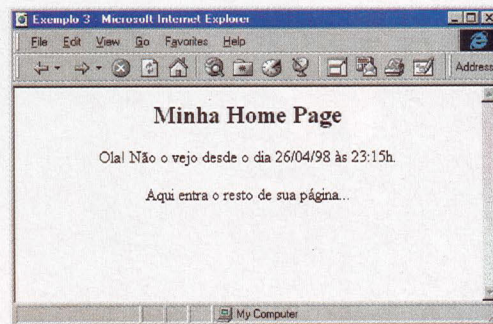 Exemplo 3 - Microsoft Internet Explorer
File Edit View Go Favorites Help
Address
Minha Home Page
Ola! Não o vejo desde o dia 26/04/98 às 23:15h.
Aqui entra o resto de sua página...
My Computer